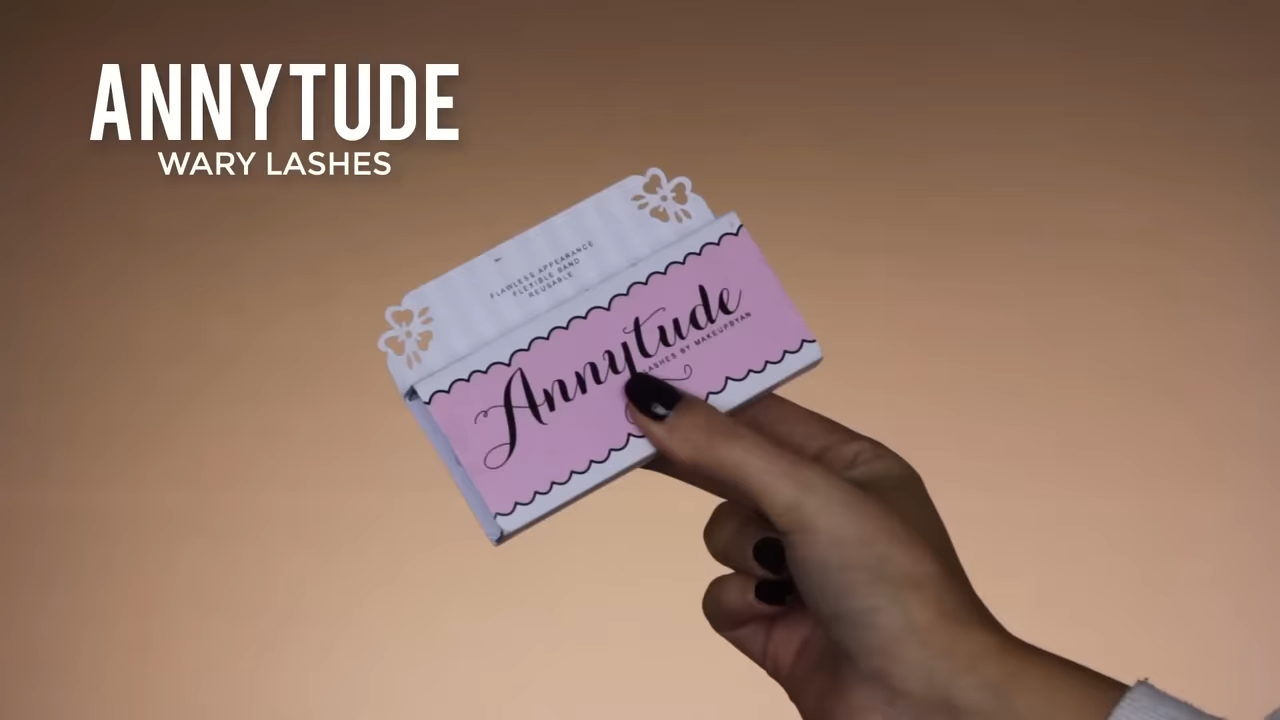 ANNYTUDE
WARY LASHES
FLAWLESS APPEARANCE
FLEXIBLE BAND
REUSABLE
Annytude
LASHES BY MAKEUPBYAN